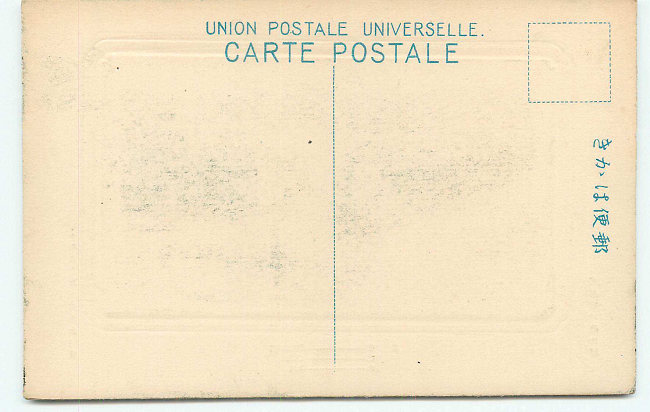 UNION POSTALE UNIVERSELLE.
CARTE POSTALE
きかは便郵